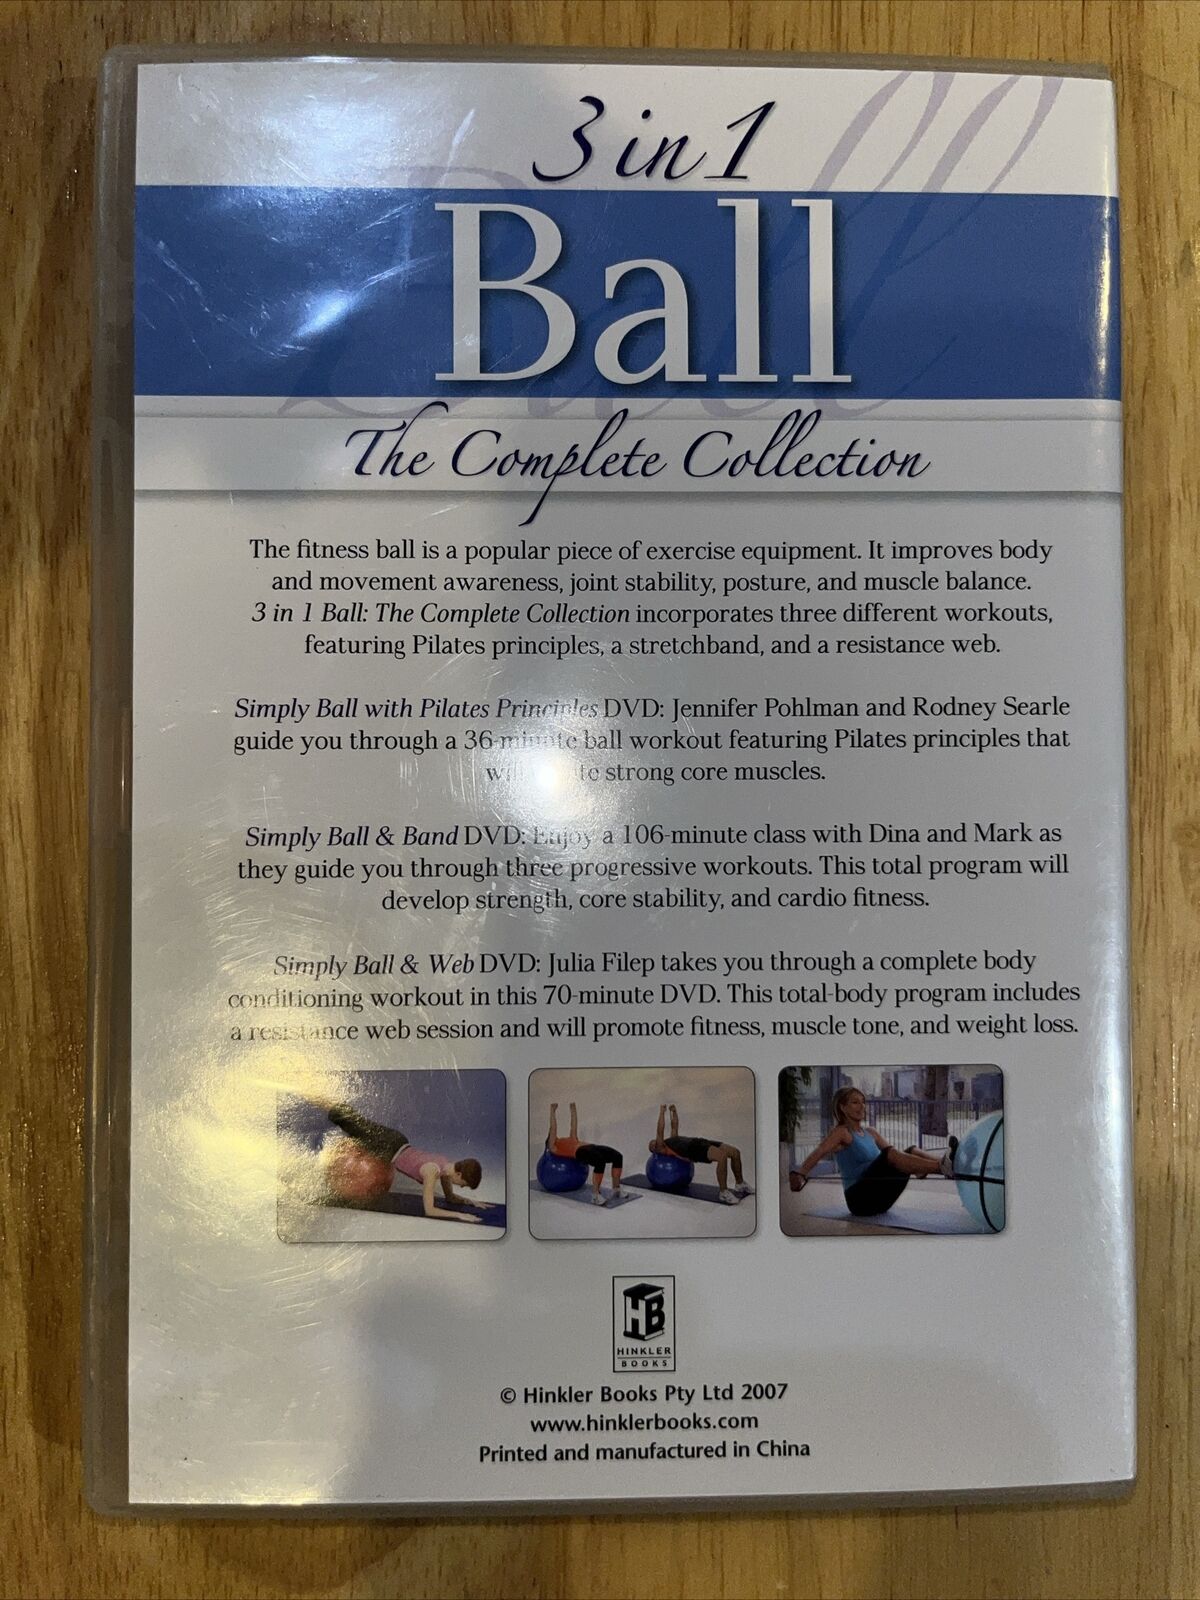 3 in 1
Ball
The Complete Collection
The fitness ball is a popular piece of exercise equipment. It improves body
and movement awareness, joint stability, posture, and muscle balance.
3 in 1 Ball: The Complete Collection incorporates three different workouts,
featuring Pilates principles, a stretchband, and a resistance web.
Simply Ball with Pilates Principles DVD: Jennifer Pohlman and Rodney Searle
guide you through a 36-minute ball workout featuring Pilates principles that
strong core muscles.
Simply Ball & Band DVD: Enjoy a 106-minute class with Dina and Mark as
they guide you through three progressive workouts. This total program will
develop strength, core stability, and cardio fitness.
Simply Ball & Web DVD: Julia Filep takes you through a complete body
conditioning workout in this 70-minute DVD. This total-body program includes
a resistance web session and will promote fitness, muscle tone, and weight loss.
HB
HINKLER
BOOKS
© Hinkler Books Pty Ltd 2007
www.hinklerbooks.com
Printed and manufactured in China